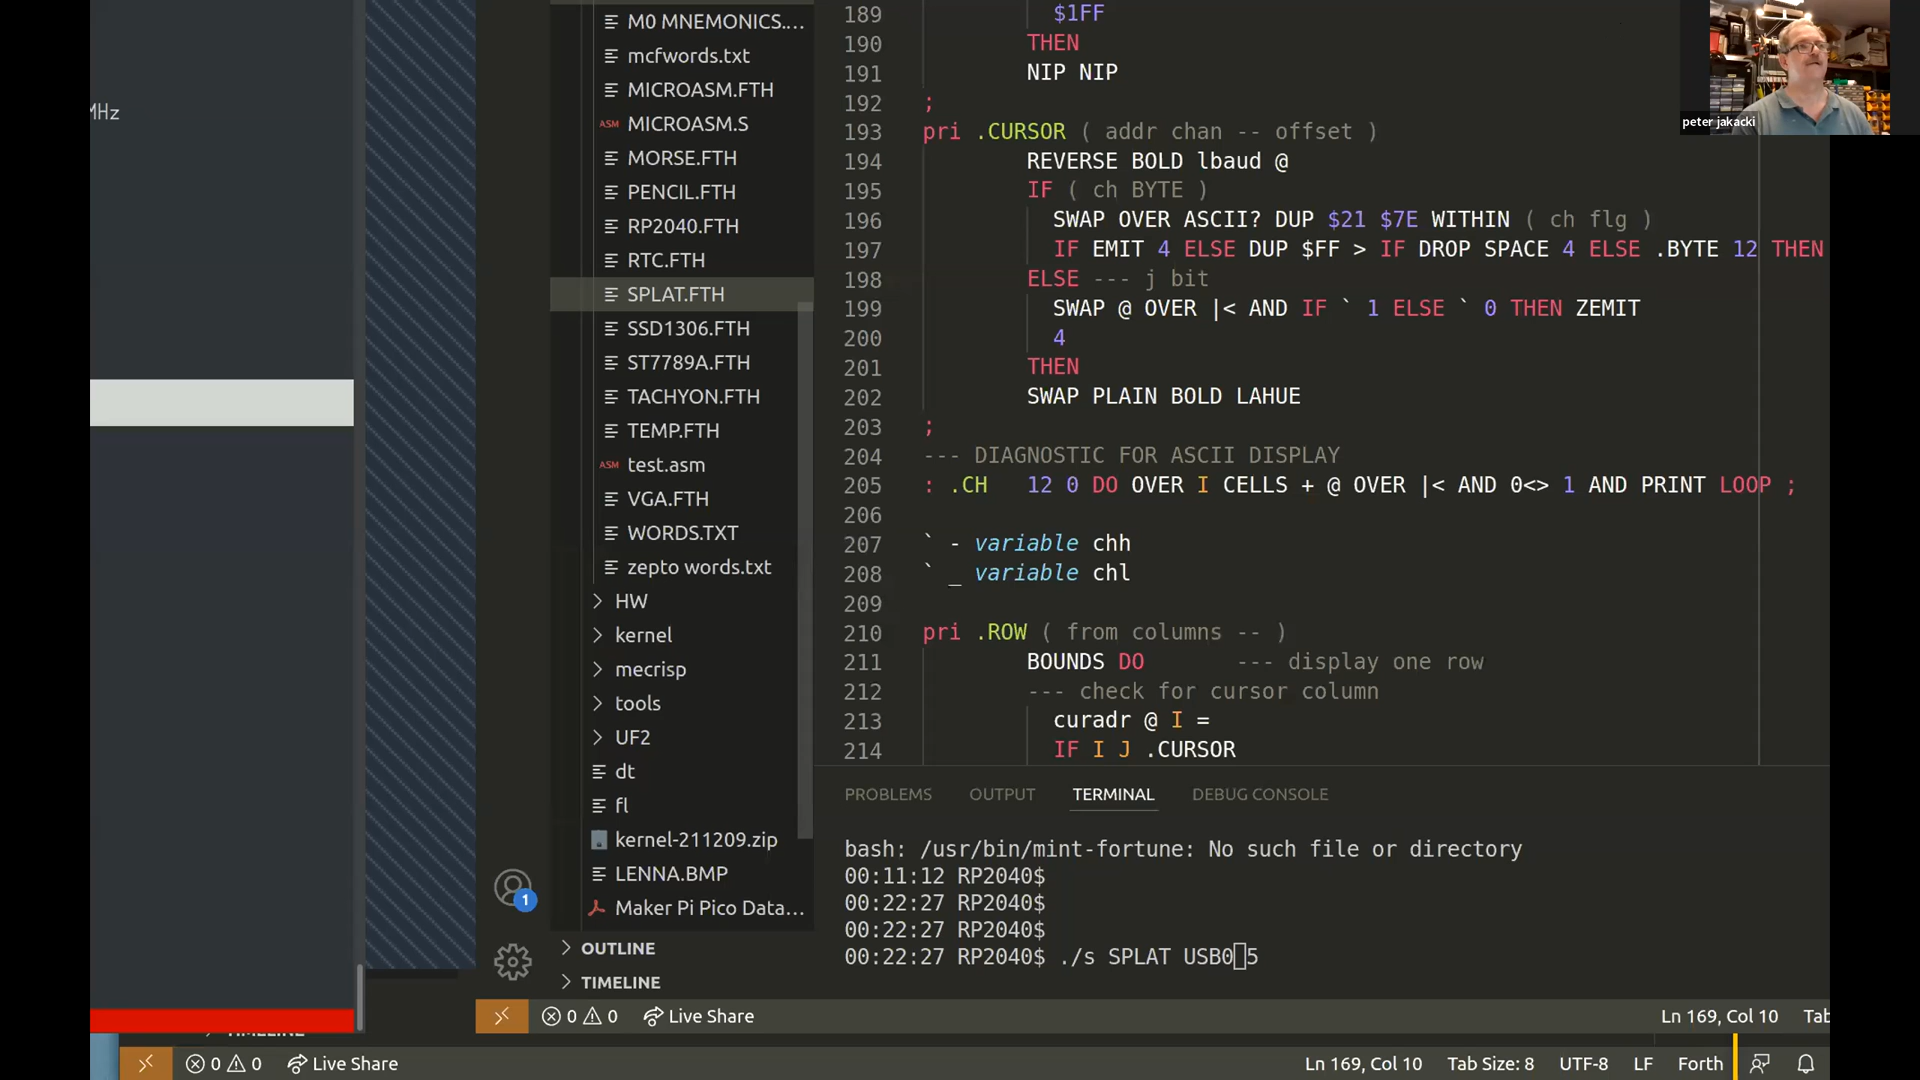 MHz
M0 MNEMONICS....
mcfwords.txt
MICROASM.FTH
ASM MICROASM.S
MORSE.FTH
PENCIL.FTH
RP2040.FTH
RTC.FTH
SPLAT.FTH
SSD1306.FTH
ST7789A.FTH
TACHYON.FTH
TEMP.FTH
ASM test.asm
VGA.FTH
WORDS.TXT
zepto words.txt
HW
kernel
mecrisp
tools
UF2
dt
fl
kernel-211209.zip
LENNA.BMP
Maker Pi Pico Data...
OUTLINE
TIMELINE
1
189 $1FF
190 THEN
191 NIP NIP
192 ;
193 pri .CURSOR ( addr chan -- offset )
194 REVERSE BOLD lbaud @
195 IF ( ch BYTE )
196 SWAP OVER ASCII? DUP $21 $7E WITHIN ( ch flg )
197 IF EMIT 4 ELSE DUP $FF > IF DROP SPACE 4 ELSE .BYTE 12 THEN
198 ELSE --- j bit
199 SWAP @ OVER |< AND IF ` 1 ELSE ` 0 THEN ZEMIT
200 4
201 THEN
202 SWAP PLAIN BOLD LAHUE
203 ;
204 --- DIAGNOSTIC FOR ASCII DISPLAY
205 : .CH 12 0 DO OVER I CELLS + @ OVER |< AND 0<> 1 AND PRINT LOOP ;
206
207 ` - variable chh
208 ` _ variable chl
209
210 pri .ROW ( from columns -- )
211 BOUNDS DO --- display one row
212 --- check for cursor column
213 curadr @ I =
214 IF I J .CURSOR
peter jakacki
PROBLEMS OUTPUT TERMINAL DEBUG CONSOLE
bash: /usr/bin/mint-fortune: No such file or directory
00:11:12 RP2040$
00:22:27 RP2040$
00:22:27 RP2040$
00:22:27 RP2040$ ./s SPLAT USB0 5
0 0 Live Share Ln 169, Col 10 Tab
TIMELINE
0 0 Live Share Ln 169, Col 10 Tab Size: 8 UTF-8 LF Forth